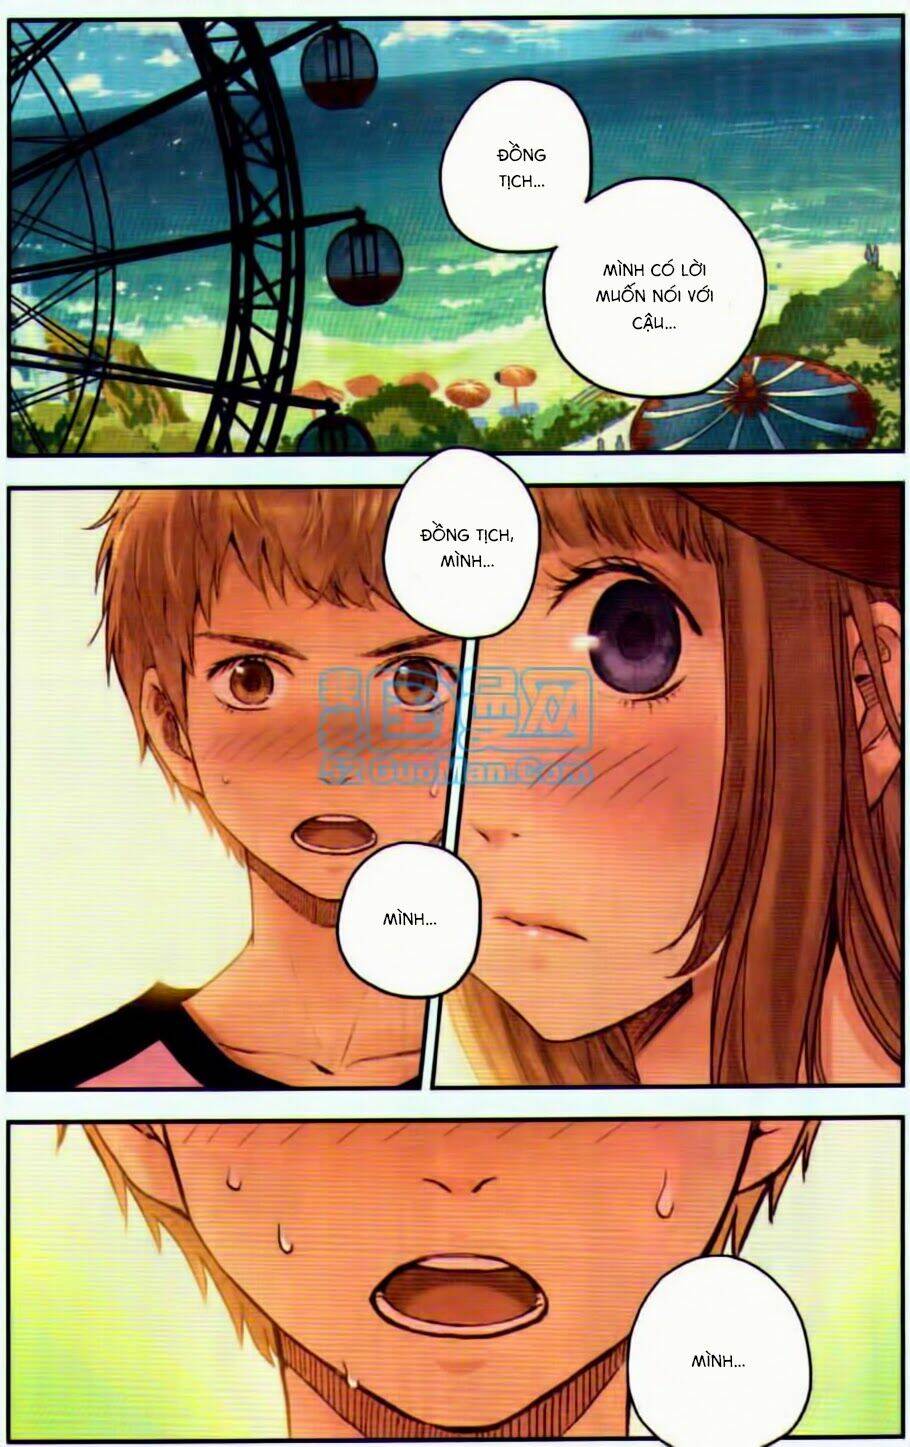 ĐỒNG
TỊCH...
MÌNH CÓ LỜI
MUỐN NÓI VỚI
CẬU...
ĐỒNG TỊCH,
MÌNH...
MÌNH...
MÌNH...